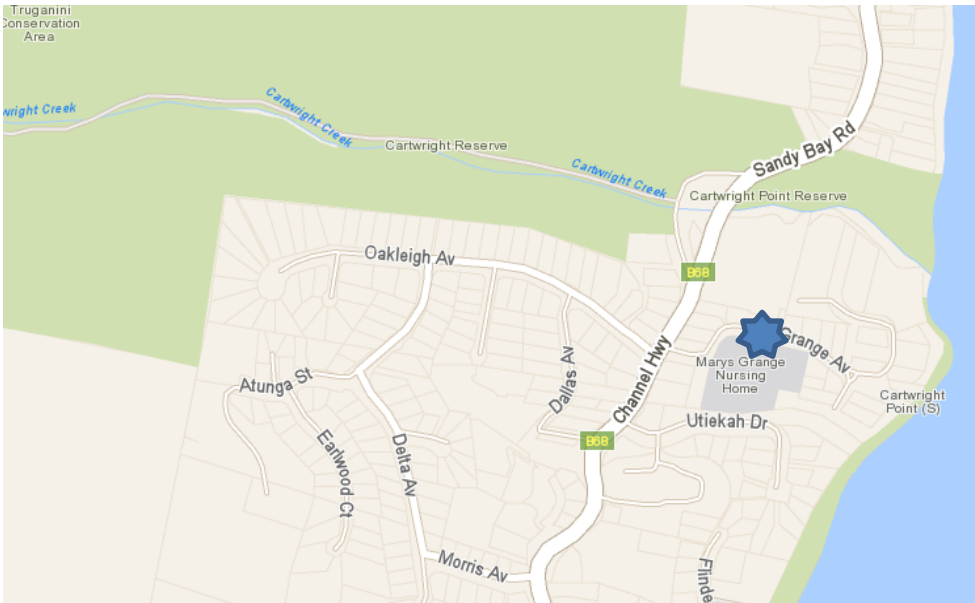 Truganini
Conservation
Area
wright Creek
Cartwright Creek
Cartwright Reserve
Cartwright Creek
Sandy Bay Rd
Cartwright Point Reserve
Oakleigh Av
B68
Grange Av
Marys Grange
Nursing
Home
Channel Hwy
Dallas Av
Atunga St
Cartwright
Point (S)
Utiekah Dr
B68
Earlwood Ct
Delta Av
Morris Av
Flinde